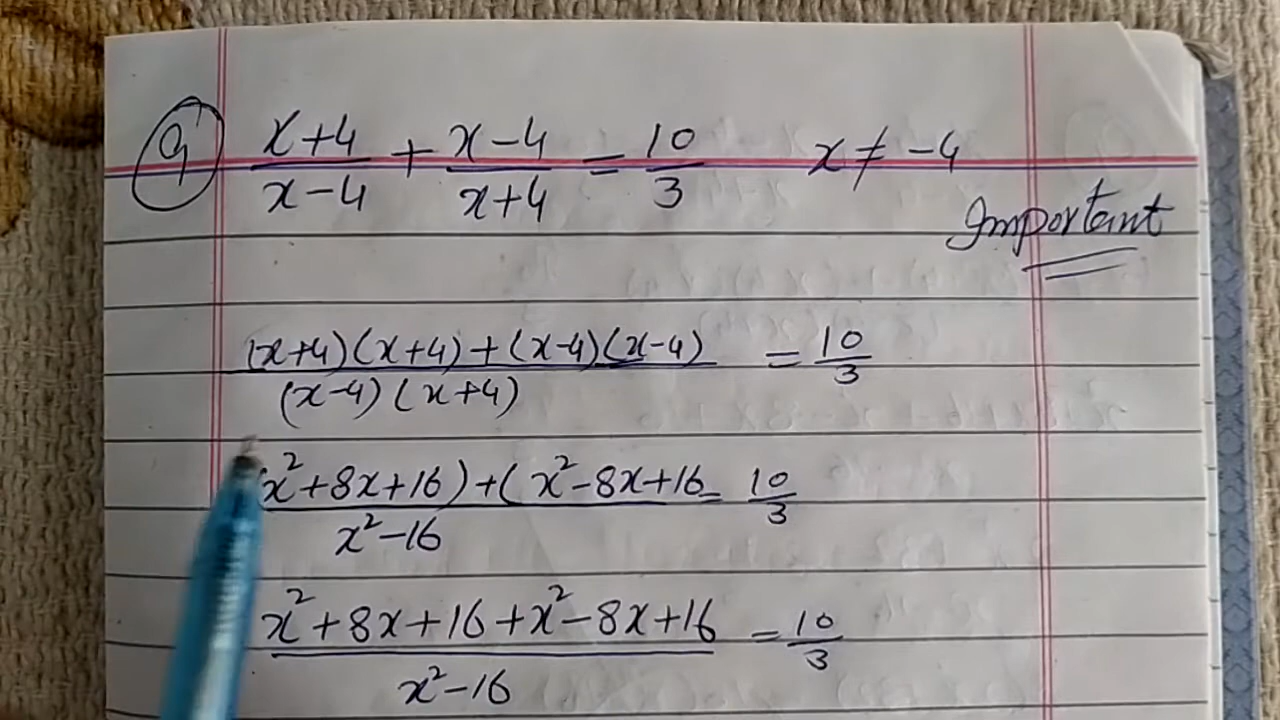 9 (x+4)/(x-4) + (x-4)/(x+4) = 10/3 x ≠ -4
Important
((x+4)(x+4)+(x-4)(x-4))/((x-4)(x+4)) = 10/3
x²+8x+16)+(x²-8x+16 / x²-16 = 10/3
(x²+8x+16+x²-8x+16)/(x²-16) = 10/3